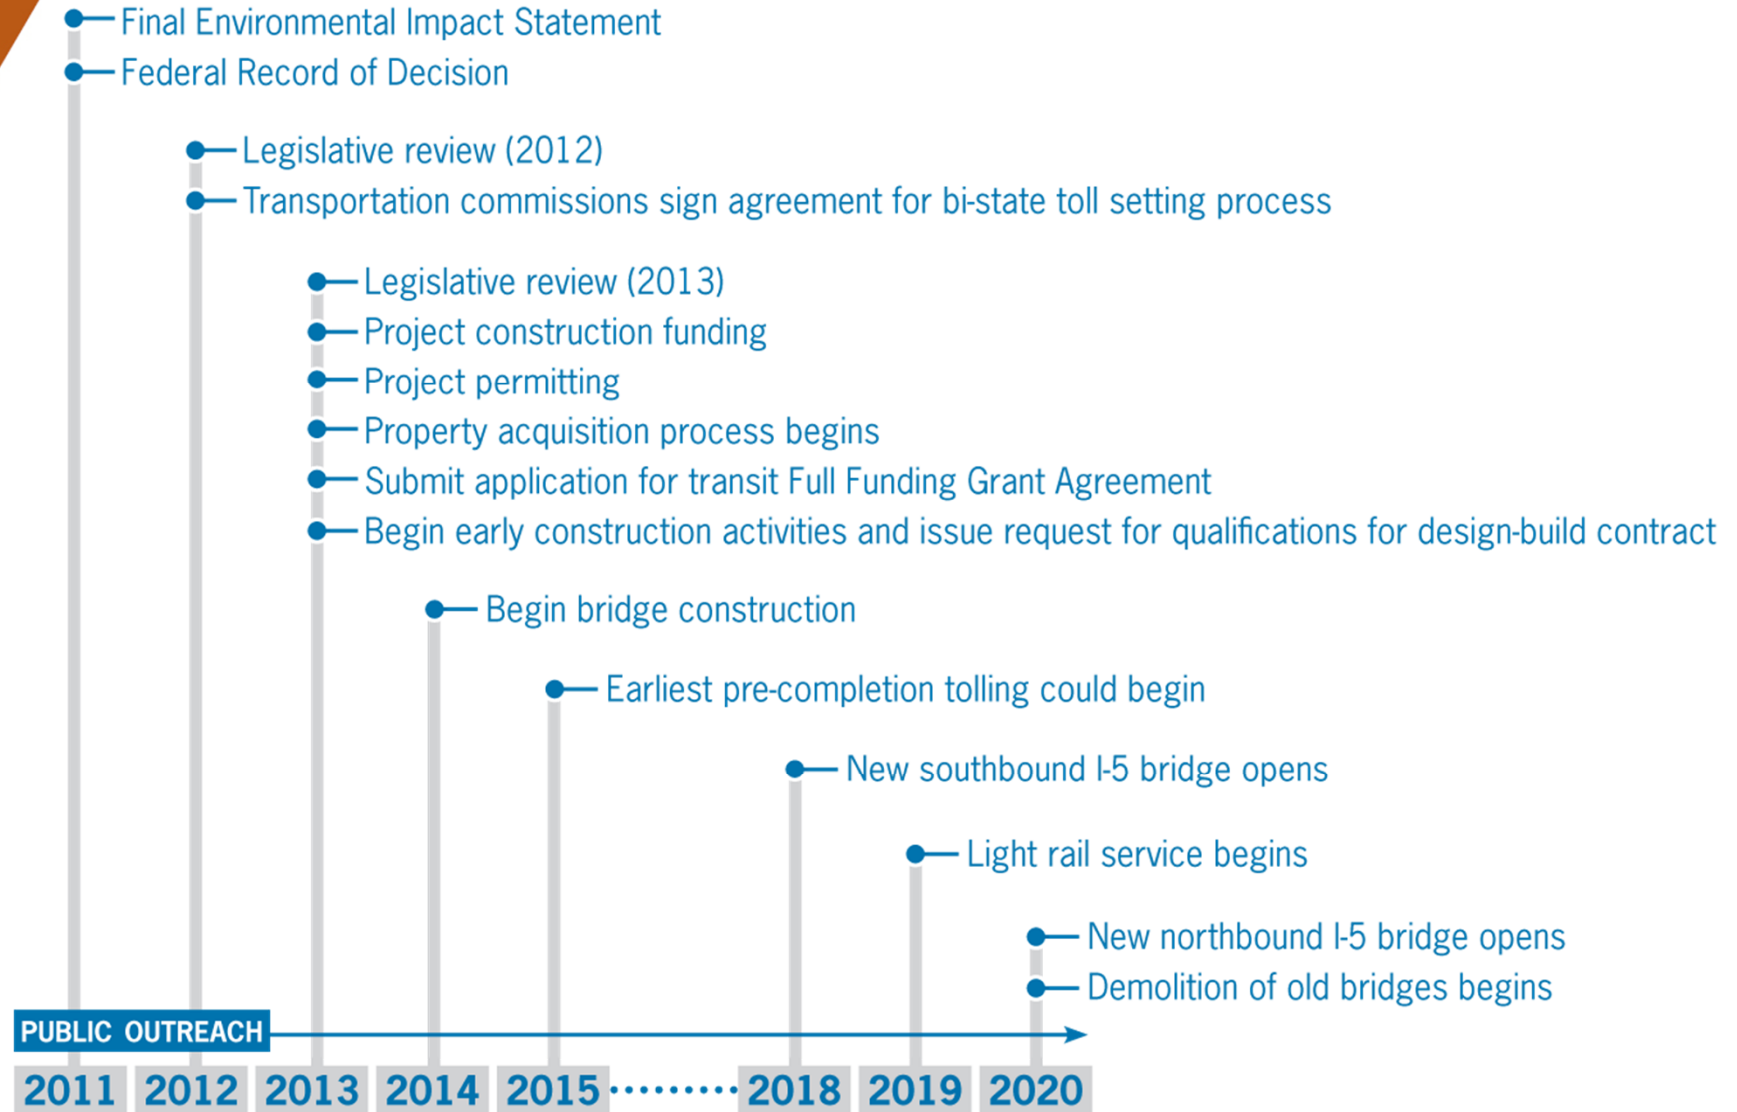 Final Environmental Impact Statement
Federal Record of Decision
Legislative review (2012)
Transportation commissions sign agreement for bi-state toll setting process
Legislative review (2013)
Project construction funding
Project permitting
Property acquisition process begins
Submit application for transit Full Funding Grant Agreement
Begin early construction activities and issue request for qualifications for design-build contract
Begin bridge construction
Earliest pre-completion tolling could begin
New southbound I-5 bridge opens
Light rail service begins
New northbound I-5 bridge opens
Demolition of old bridges begins
PUBLIC OUTREACH
2011 2012 2013 2014 2015 2018 2019 2020